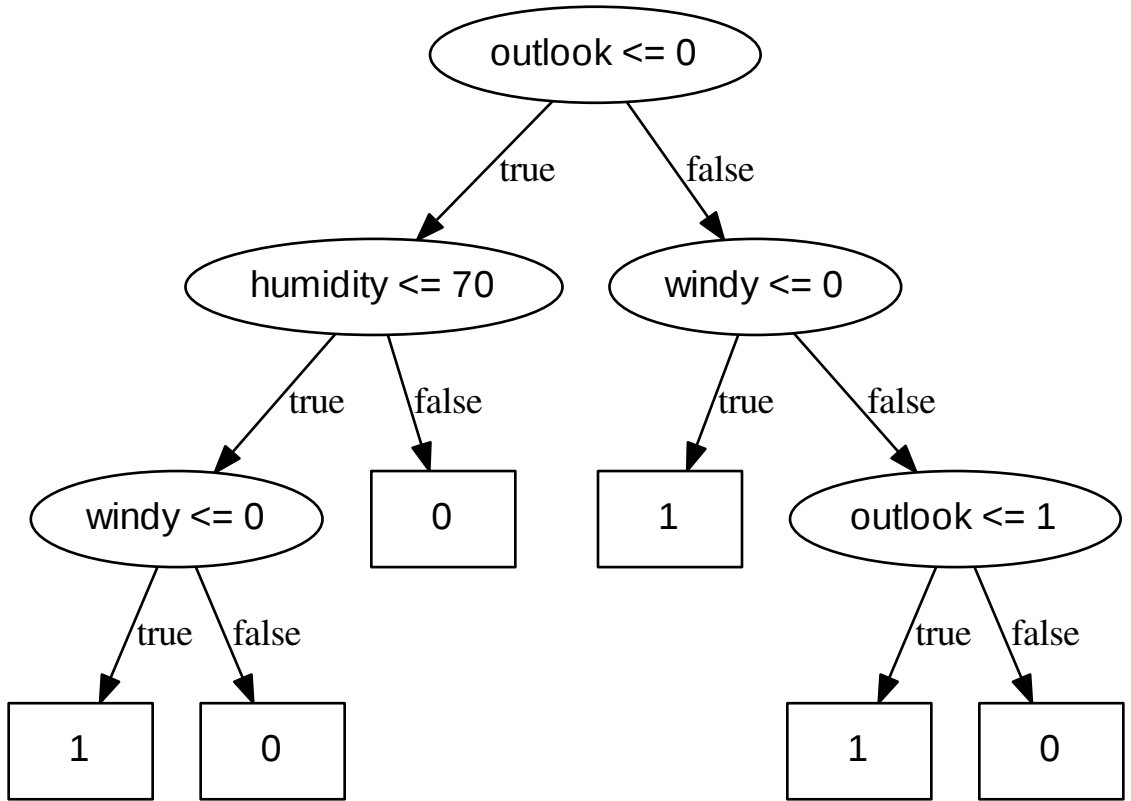 outlook <= 0
true
false
humidity <= 70
windy <= 0
true
false
true
false
windy <= 0
0
1
outlook <= 1
true
false
true
false
1
0
1
0